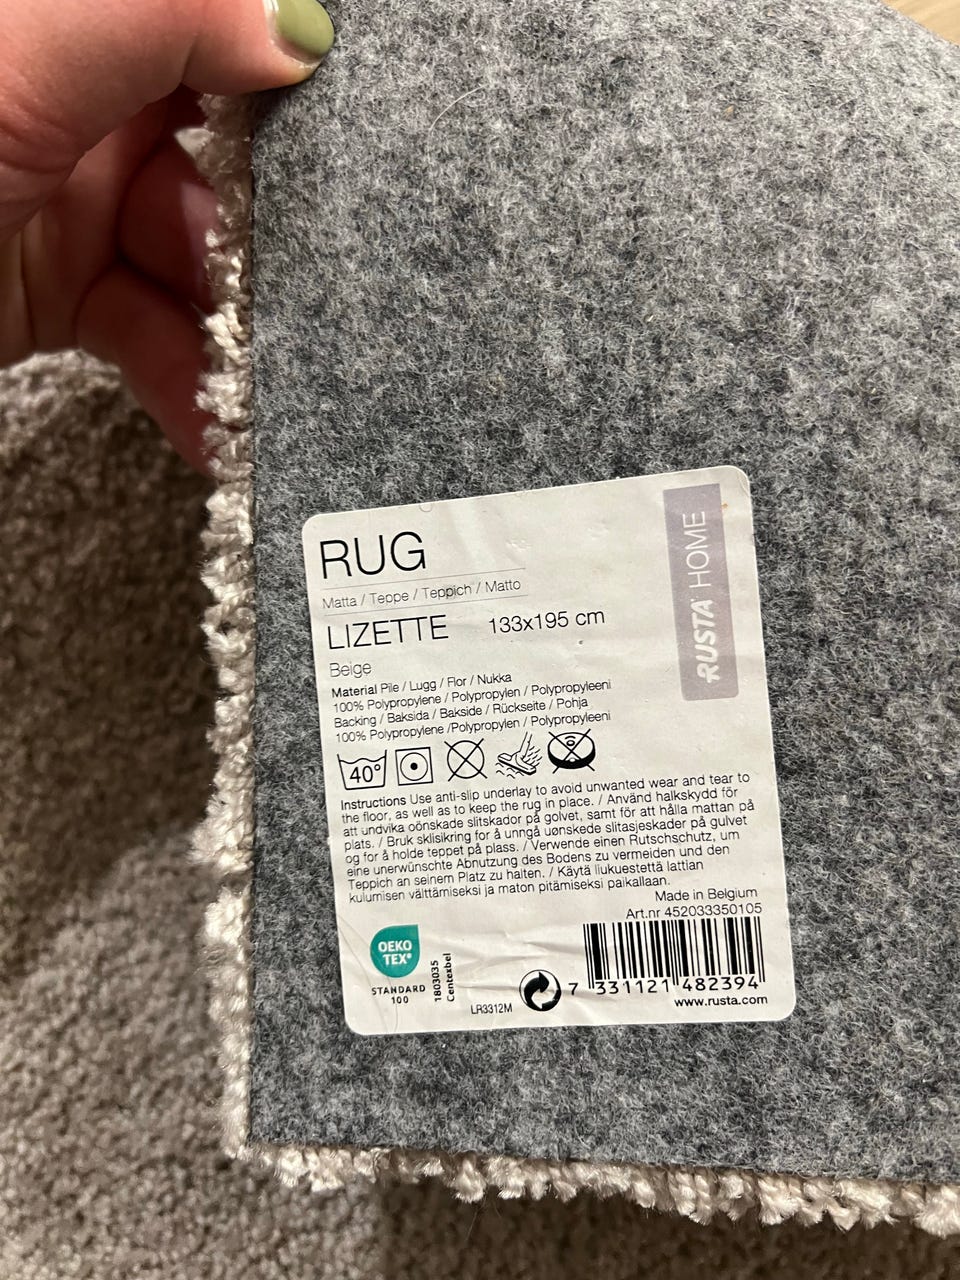 RUG
Matta / Teppe / Teppich / Matto
LIZETTE 133x195 cm
Beige
RUSTA HOME
Material Pile / Lugg / Flor / Nukka
100% Polypropylene / Polypropylen / Polypropyleeni
Backing / Baksida / Bakside / Rückseite / Pohja
100% Polypropylene /Polypropylen / Polypropyleeni
40°
Instructions Use anti-slip underlay to avoid unwanted wear and tear to
the floor, as well as to keep the rug in place. / Använd halkskydd för
att undvika oönskade slitskador på golvet, samt för att hålla mattan på
plats. / Bruk sklisikring for å unngå uønskede slitasjeskader på gulvet
og for å holde teppet på plass. / Verwende einen Rutschschutz, um
eine unerwünschte Abnutzung des Bodens zu vermeiden und den
Teppich an seinem Platz zu halten. / Käytä liukuestettä lattian
kulumisen välttämiseksi ja maton pitämiseksi paikallaan.
Made in Belgium
Art.nr 452033350105
OEKO
TEX®
STANDARD
100
1803035
Centexbel
LR3312M
7 331121 482394
www.rusta.com